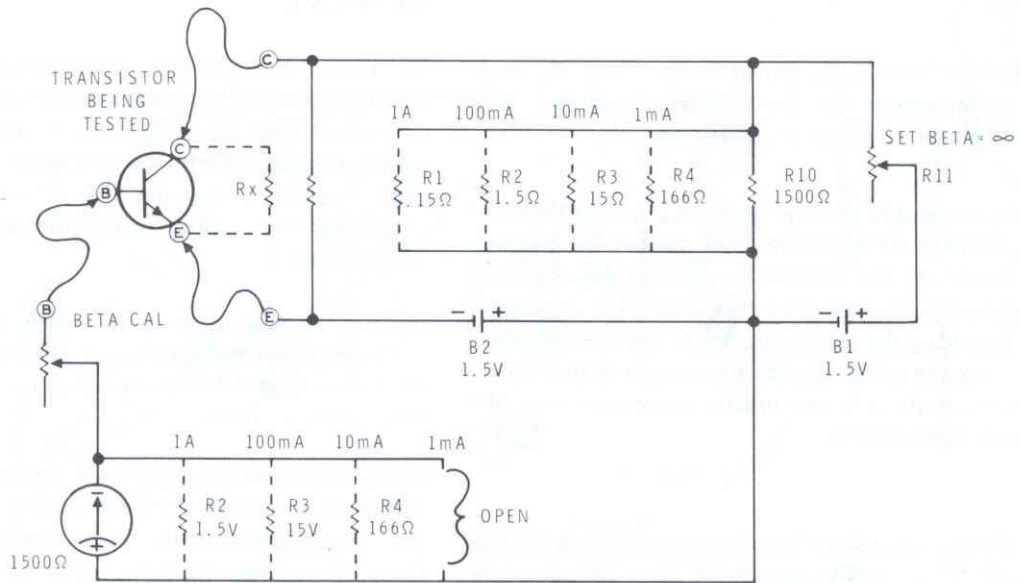 TRANSISTOR
BEING
TESTED
C
C
B
E
Rx
B
BETA CAL
E
1A
100mA
10mA
1mA
R1
.15Ω
R2
1.5Ω
R3
15Ω
R4
166Ω
R10
1500Ω
SET BETA = ∞
R11
- +
B2
1.5V
- +
B1
1.5V
1A
100mA
10mA
1mA
R2
1.5V
R3
15V
R4
166Ω
OPEN
-
+
1500Ω